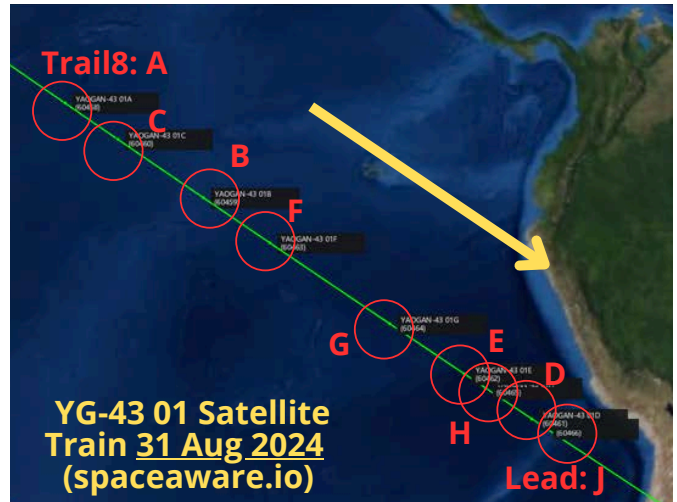 Trail8: A
YAOGAN-43 01A
(60458)
C
YAOGAN-43 01C
(60460)
B
YAOGAN-43 01B
(60459)
F
YAOGAN-43 01F
(60463)
G
YAOGAN-43 01G
(60464)
E
YAOGAN-43 01E
(60462)
D
H
YAOGAN-43 01D
(60461)
(60466)
YG-43 01 Satellite
Train 31 Aug 2024
(spaceaware.io)
Lead: J